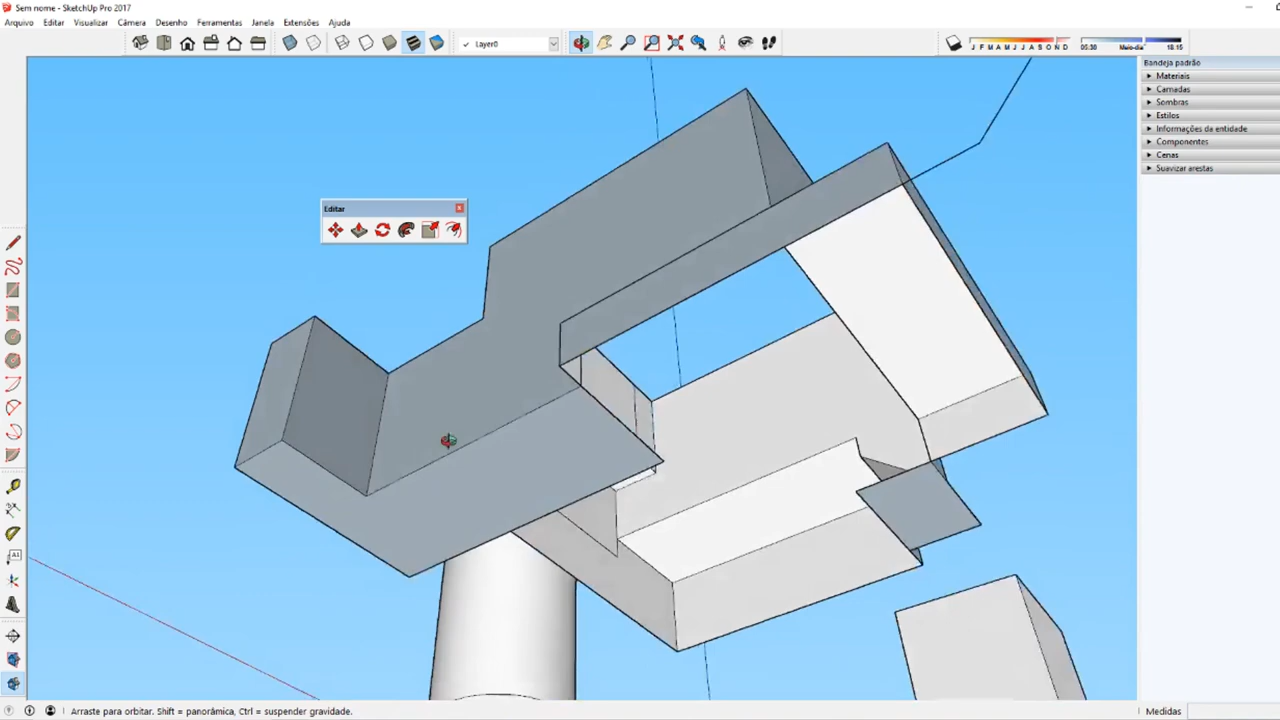 Sem nome - SketchUp Pro 2017
Arquivo Editar Visualizar Câmera Desenho Ferramentas Janela Extensões Ajuda
Layer0
J F M A M J J A S O N D
05:30 Meio-dia 18:15
Bandeja padrão
Materiais
Camadas
Sombras
Estilos
Informações da entidade
Componentes
Cenas
Suavizar arestas
Editar
A1
Arraste para orbitar. Shift = panorâmica, Ctrl = suspender gravidade.
Medidas